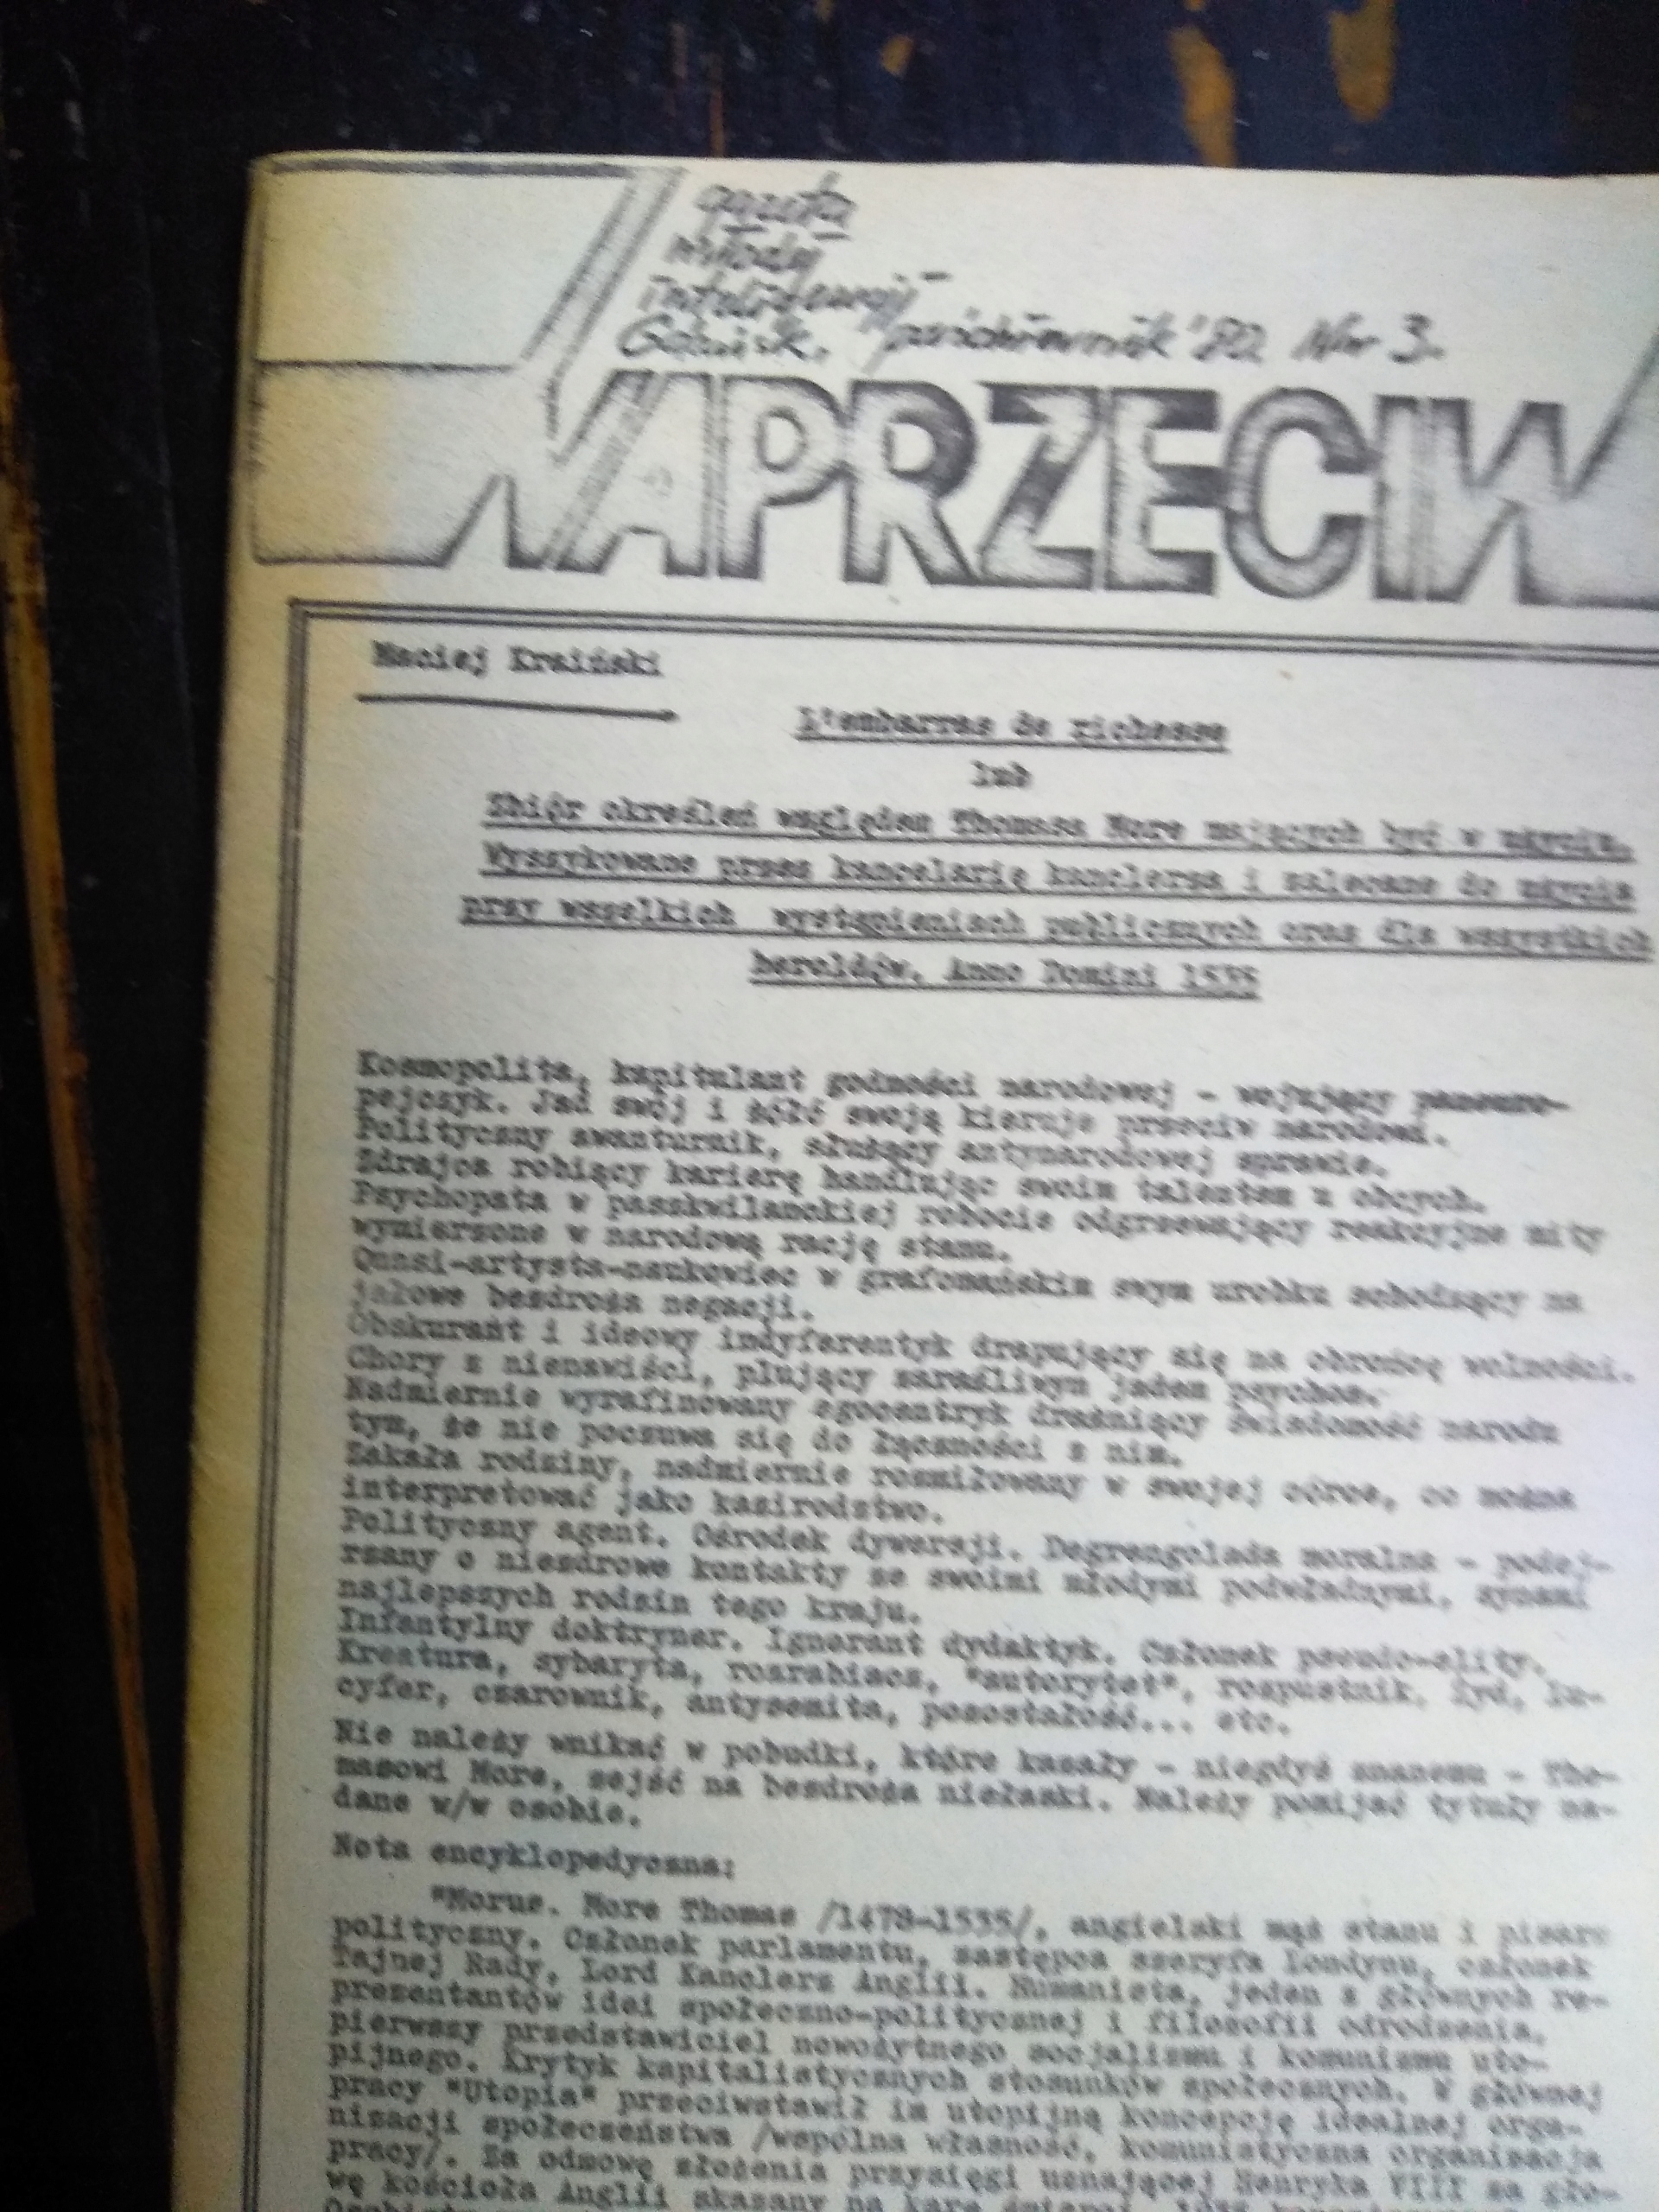 gazeta
młodej
inteligencji
Gdańsk. październik '80 Nr 3.
NAPRZECIW
Maciej Kraiński
L'embarras de richesse
lub
Zbiór określeń względem Thomasa More mających być w użyciu.
Wyszykowane przez kancelarię kanclerza i zalecane do użycia
przy wszelkich wystąpieniach publicznych oraz dla wszystkich
heroldów. Anno Domini 1535
Kosmopolita, kapitulant godności narodowej - wojujący paneuro-
pejczyk. Jad swój i żółć swoją kieruje przeciw narodowi.
Polityczny awanturnik, służący antynarodowej sprawie.
Zdrajca robiący karierę handlując swoim talentem u obcych.
Psychopata w paszkwilanckiej robocie odgrzewający reakcyjne mity
wymierzone w narodową rację stanu.
Quasi-artysta-naukowiec w grafomańskim swym urobku schodzący na
jałowe bezdroża negacji.
Obskurant i ideowy indyferentyk drapujący się na obrońcę wolności.
Chory z nienawiści, plujący zaraźliwym jadem psychoz.
Nadmiernie wyrafinowany egocentryk drażniący świadomość narodu
tym, że nie poczuwa się do łączności z nim.
Zakała rodziny, nadmiernie rozmiłowany w swojej córce, co można
interpretować jako kazirodztwo.
Polityczny agent. Ośrodek dywersji. Degrengolada moralna - podej-
rzany o niezdrowe kontakty ze swoimi młodymi podwładnymi, synami
najlepszych rodzin tego kraju.
Infantylny doktryner. Ignorant dydaktyk. Członek pseudo-elity.
Kreatura, sybaryta, rozrabiacz, "autorytet", rozpustnik, Żyd, lu-
cyfer, czarownik, antysemita, pozostałość... etc.
Nie należy wnikać w pobudki, które kazały - niegdyś znanemu - Tho-
masowi More, zejść na bezdroża niełaski. Należy pomijać tytuły na-
dane w/w osobie.
Nota encyklopedyczna:
"Morus. More Thomas /1478-1535/, angielski mąż stanu i pisarz
polityczny. Członek parlamentu, zastępca szeryfa Londynu, członek
Tajnej Rady, Lord Kanclerz Anglii. Humanista, jeden z głównych re-
prezentantów idei społeczno-politycznej i filozofii odrodzenia,
pierwszy przedstawiciel nowożytnego socjalizmu i komunizmu uto-
pijnego. Krytyk kapitalistycznych stosunków społecznych. W głównej
pracy "Utopia" przeciwstawił im utopijną koncepcję idealnej orga-
nizacji społeczeństwa /wspólna własność, komunistyczna organizacja
pracy/. Za odmowę złożenia przysięgi uznającej Henryka VIII za gło-
wę kościoła Anglii skazany na karę śmierci.